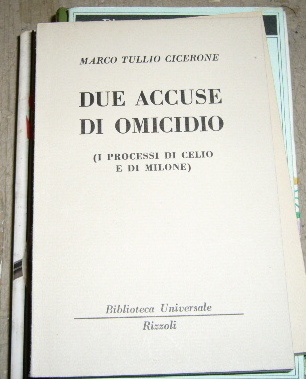 MARCO TULLIO CICERONE
DUE ACCUSE
DI OMICIDIO
(I PROCESSI DI CELIO
E DI MILONE)
Biblioteca Universale
Rizzoli